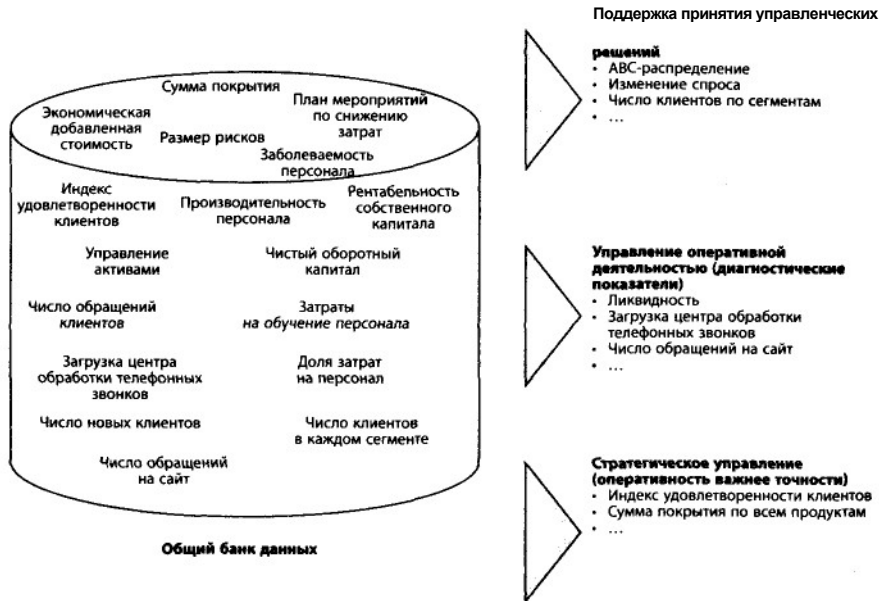 Сумма покрытия
Экономическая
добавленная
стоимость
План мероприятий
по снижению
затрат
Размер рисков
Заболеваемость
персонала
Индекс
удовлетворенности
клиентов
Производительность
персонала
Рентабельность
собственного
капитала
Управление
активами
Чистый оборотный
капитал
Число обращений
клиентов
Затраты
на обучение персонала
Загрузка центра
обработки телефонных
звонков
Доля затрат
на персонал
Число новых клиентов
Число клиентов
в каждом сегменте
Число обращений
на сайт
Общий банк данных
Поддержка принятия управленческих
решений
• АВС-распределение
• Изменение спроса
• Число клиентов по сегментам
• ...
Управление оперативной
деятельностью (диагностические
показатели)
• Ликвидность
• Загрузка центра обработки
телефонных звонков
• Число обращений на сайт
• ...
Стратегическое управление
(оперативность важнее точности)
• Индекс удовлетворенности клиентов
• Сумма покрытия по всем продуктам
• ...